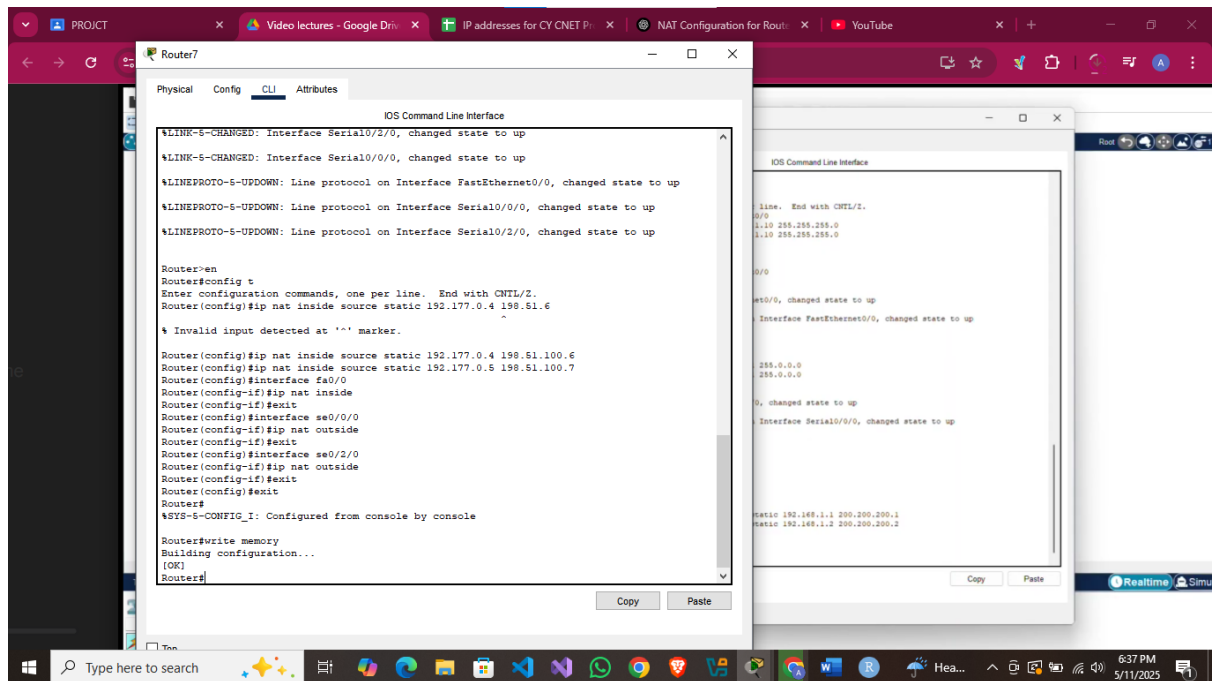 PROJCT
Video lectures - Google Driv
IP addresses for CY CNET Pr
NAT Configuration for Route
YouTube
A
Router7
Physical Config CLI Attributes
IOS Command Line Interface
%LINK-5-CHANGED: Interface Serial0/2/0, changed state to up
%LINK-5-CHANGED: Interface Serial0/0/0, changed state to up
%LINEPROTO-5-UPDOWN: Line protocol on Interface FastEthernet0/0, changed state to up
%LINEPROTO-5-UPDOWN: Line protocol on Interface Serial0/0/0, changed state to up
%LINEPROTO-5-UPDOWN: Line protocol on Interface Serial0/2/0, changed state to up
Router>en
Router#config t
Enter configuration commands, one per line. End with CNTL/Z.
Router(config)#ip nat inside source static 192.177.0.4 198.51.6
^
% Invalid input detected at '^' marker.
Router(config)#ip nat inside source static 192.177.0.4 198.51.100.6
Router(config)#ip nat inside source static 192.177.0.5 198.51.100.7
Router(config)#interface fa0/0
Router(config-if)#ip nat inside
Router(config-if)#exit
Router(config)#interface se0/0/0
Router(config-if)#ip nat outside
Router(config-if)#exit
Router(config)#interface se0/2/0
Router(config-if)#ip nat outside
Router(config-if)#exit
Router(config)#exit
Router#
%SYS-5-CONFIG_I: Configured from console by console
Router#write memory
Building configuration...
[OK]
Router#
Copy Paste
Top
IOS Command Line Interface
line. End with CNTL/Z.
0/0
1.10 255.255.255.0
1.10 255.255.255.0
0/0
et0/0, changed state to up
Interface FastEthernet0/0, changed state to up
255.0.0.0
255.0.0.0
0, changed state to up
Interface Serial0/0/0, changed state to up
tatic 192.168.1.1 200.200.200.1
tatic 192.168.1.2 200.200.200.2
Copy Paste
Root
Realtime Simu
Type here to search
Hea...
6:37 PM
5/11/2025